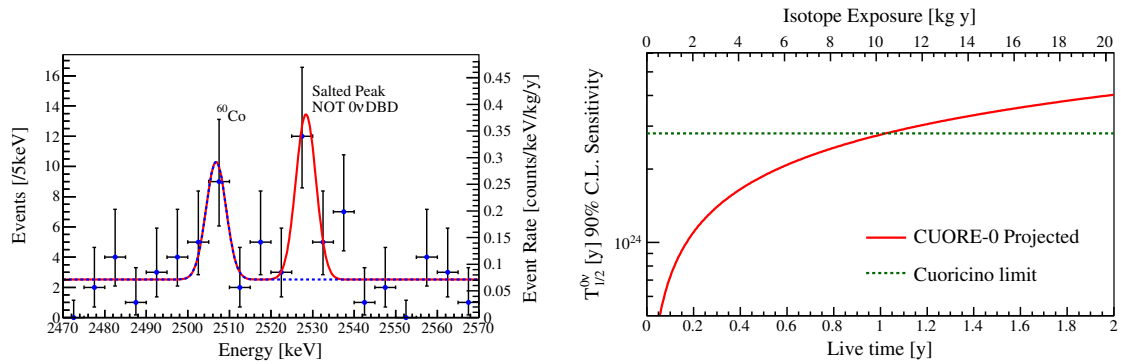 Events [/5keV]
16
14
12
10
8
6
4
2
0
60Co
Salted Peak
NOT 0νDBD
0.45
0.4
0.35
0.3
0.25
0.2
0.15
0.1
0.05
0
Event Rate [counts/keV/kg/y]
2470 2480 2490 2500 2510 2520 2530 2540 2550 2560 2570
Energy [keV]
Isotope Exposure [kg y]
0 2 4 6 8 10 12 14 16 18 20
T1/2 0ν [y] 90% C.L. Sensitivity
10^24
CUORE-0 Projected
Cuoricino limit
0 0.2 0.4 0.6 0.8 1 1.2 1.4 1.6 1.8 2
Live time [y]